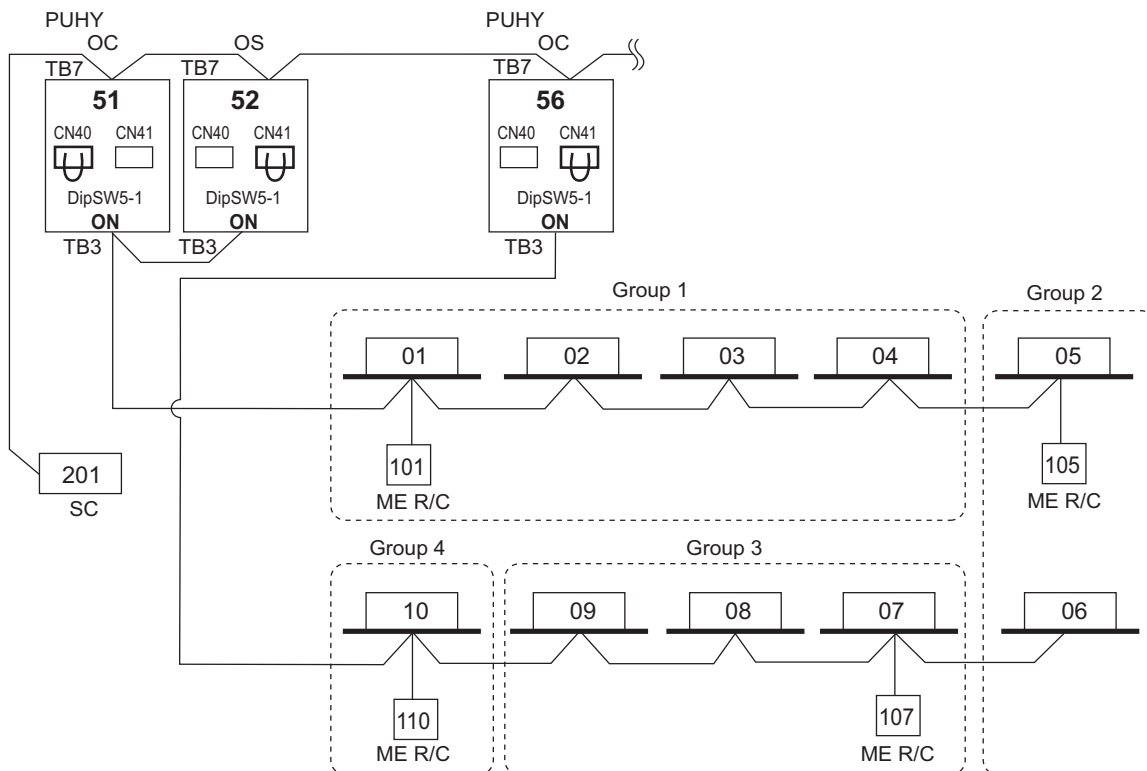 PUHY
PUHY
OC
OS
OC
TB7
TB7
TB7
51
52
56
CN40
CN41
CN40
CN41
CN40
CN41
DipSW5-1
DipSW5-1
DipSW5-1
ON
ON
ON
TB3
TB3
TB3
Group 1
Group 2
01
02
03
04
05
101
105
ME R/C
ME R/C
201
SC
Group 4
Group 3
10
09
08
07
06
110
107
ME R/C
ME R/C